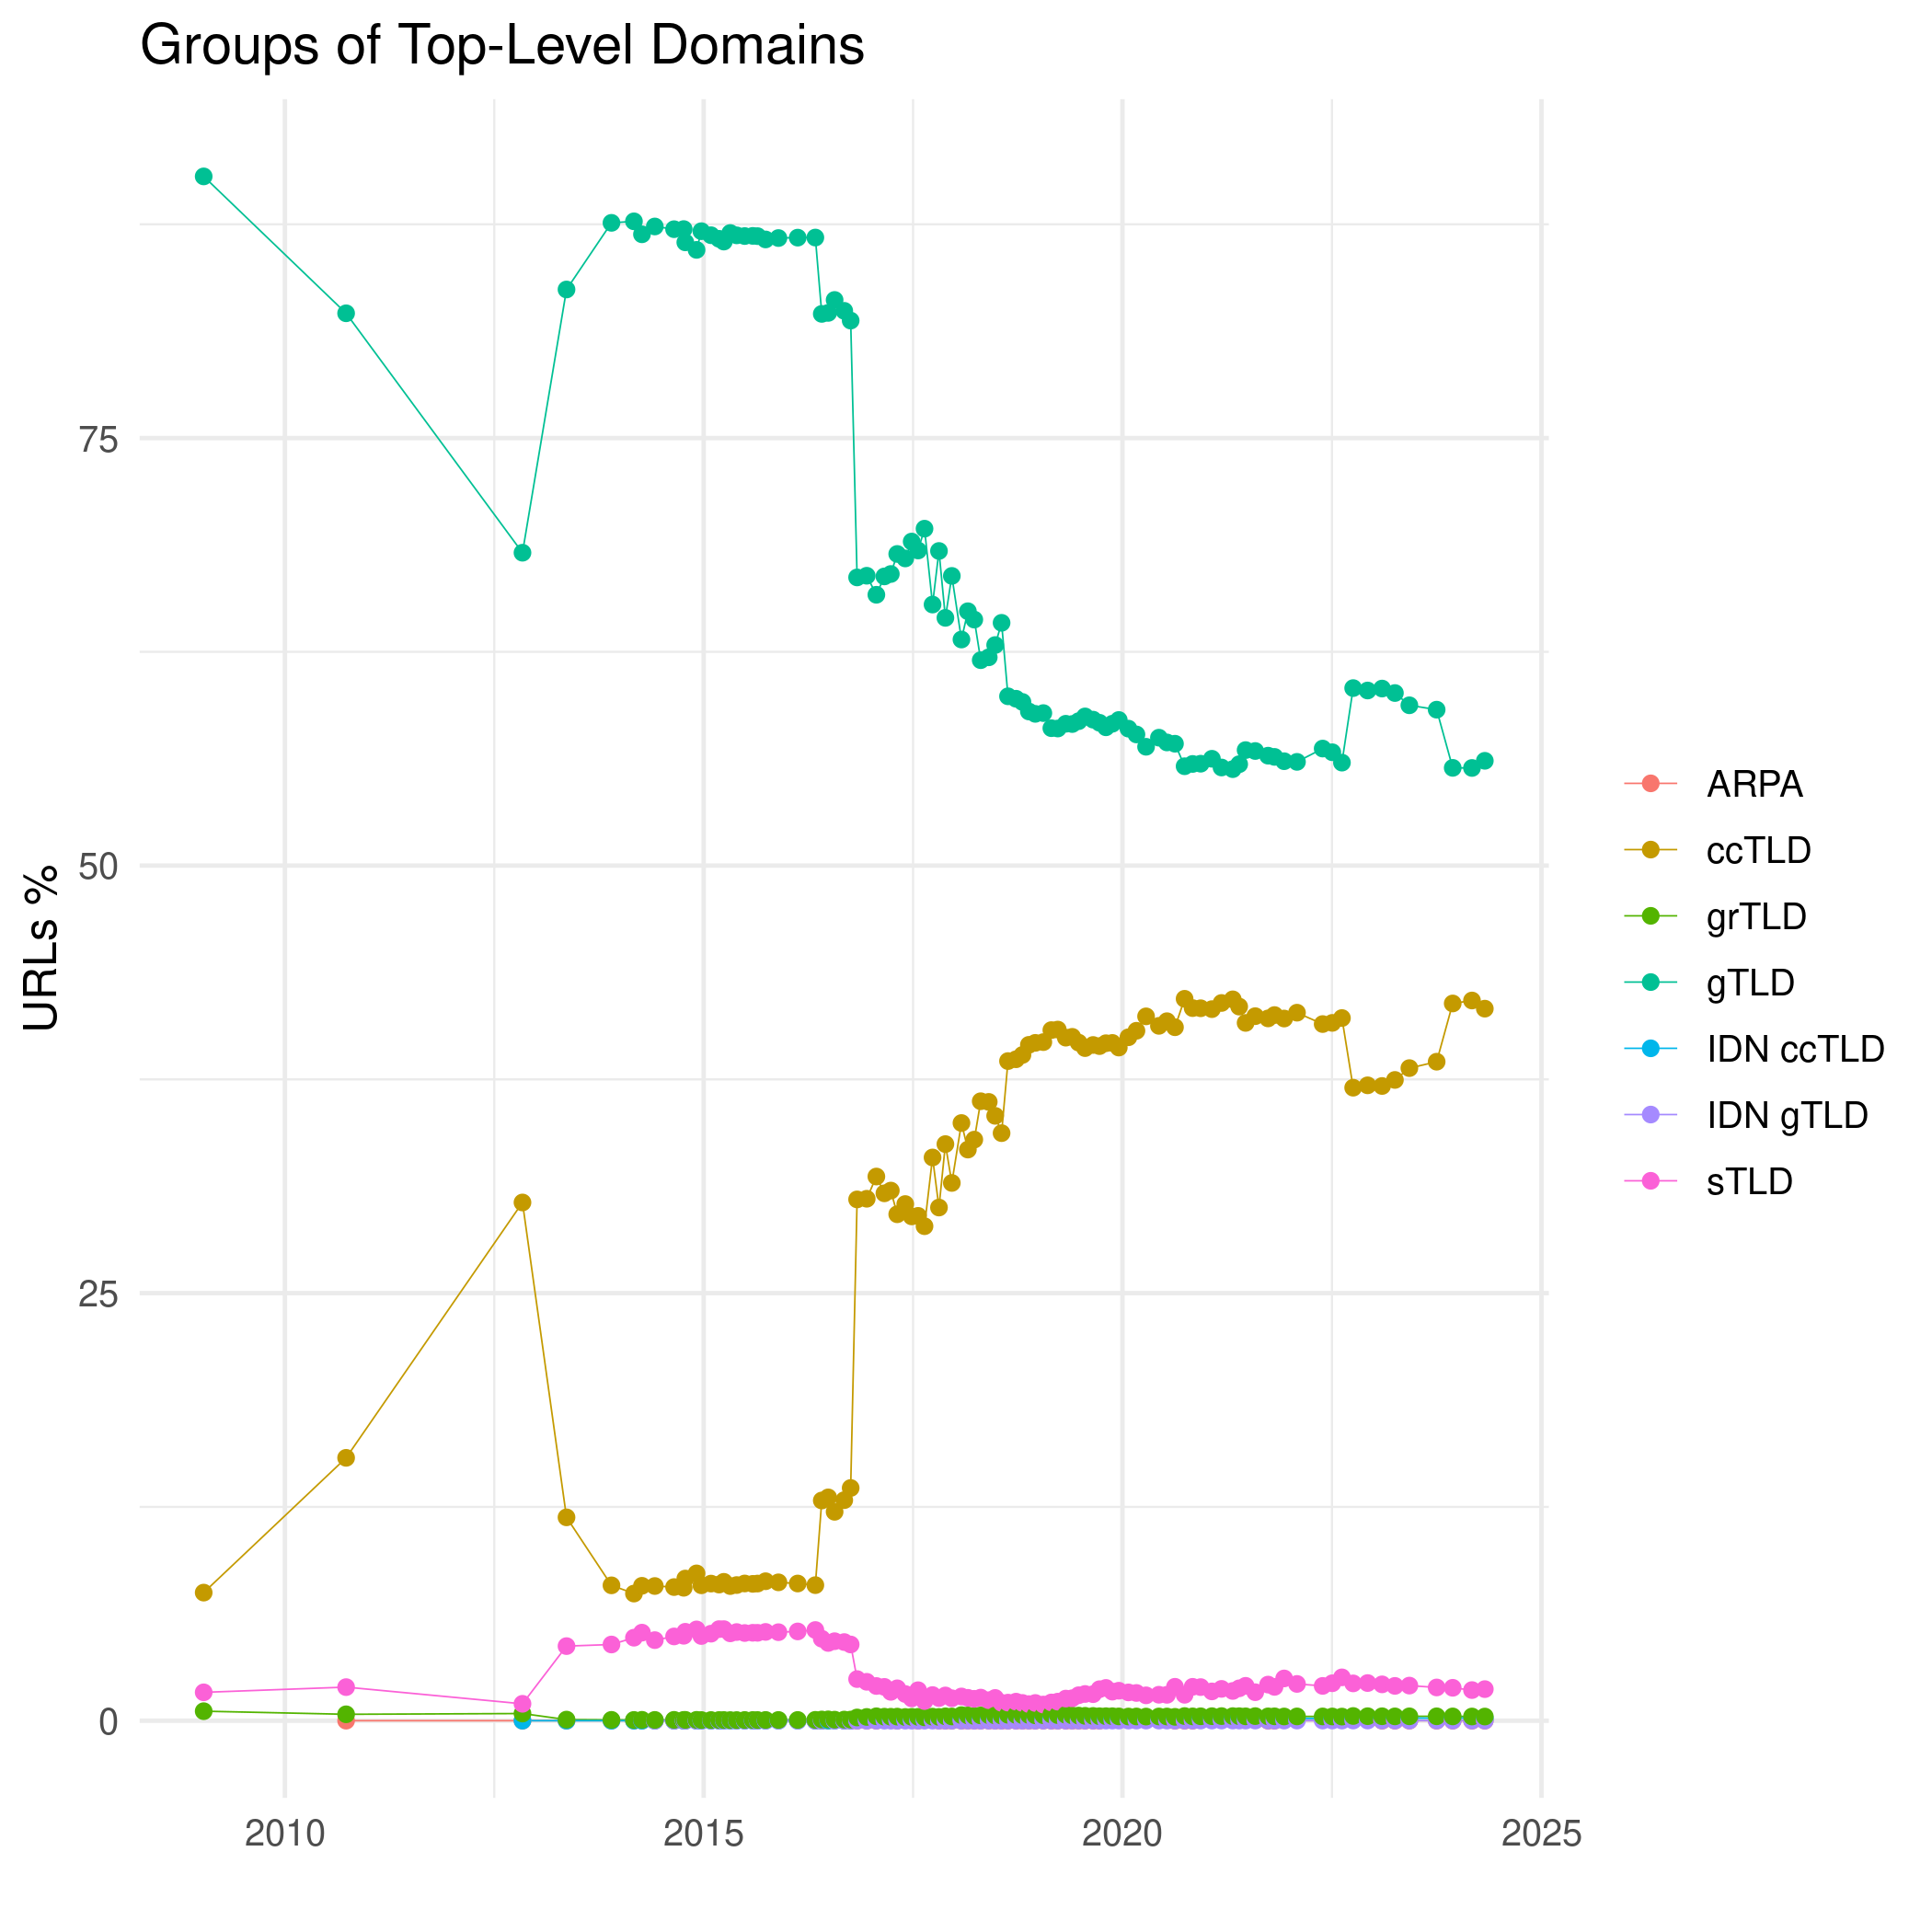 Groups of Top-Level Domains
URLs %
75
50
25
0
2010
2015
2020
2025
ARPA
ccTLD
grTLD
gTLD
IDN ccTLD
IDN gTLD
sTLD